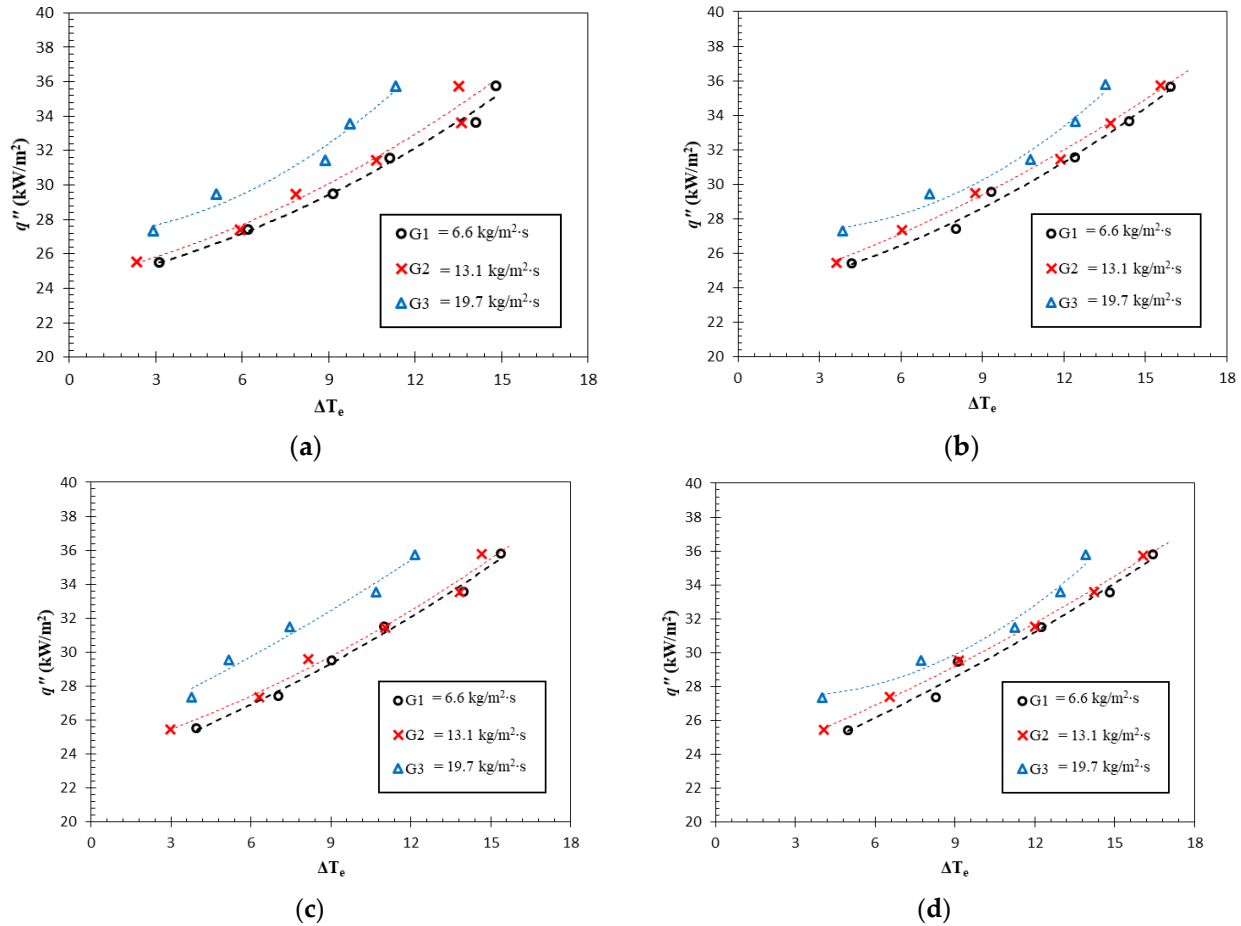 40
38
36
34
32
30
28
26
24
22
20
q″ (kW/m²)
G1 = 6.6 kg/m²·s
G2 = 13.1 kg/m²·s
G3 = 19.7 kg/m²·s
0 3 6 9 12 15 18
ΔTₑ
(a)
40
38
36
34
32
30
28
26
24
22
20
q″ (kW/m²)
G1 = 6.6 kg/m²·s
G2 = 13.1 kg/m²·s
G3 = 19.7 kg/m²·s
0 3 6 9 12 15 18
ΔTₑ
(b)
40
38
36
34
32
30
28
26
24
22
20
q″ (kW/m²)
G1 = 6.6 kg/m²·s
G2 = 13.1 kg/m²·s
G3 = 19.7 kg/m²·s
0 3 6 9 12 15 18
ΔTₑ
(c)
40
38
36
34
32
30
28
26
24
22
20
q″ (kW/m²)
G1 = 6.6 kg/m²·s
G2 = 13.1 kg/m²·s
G3 = 19.7 kg/m²·s
0 3 6 9 12 15 18
ΔTₑ
(d)